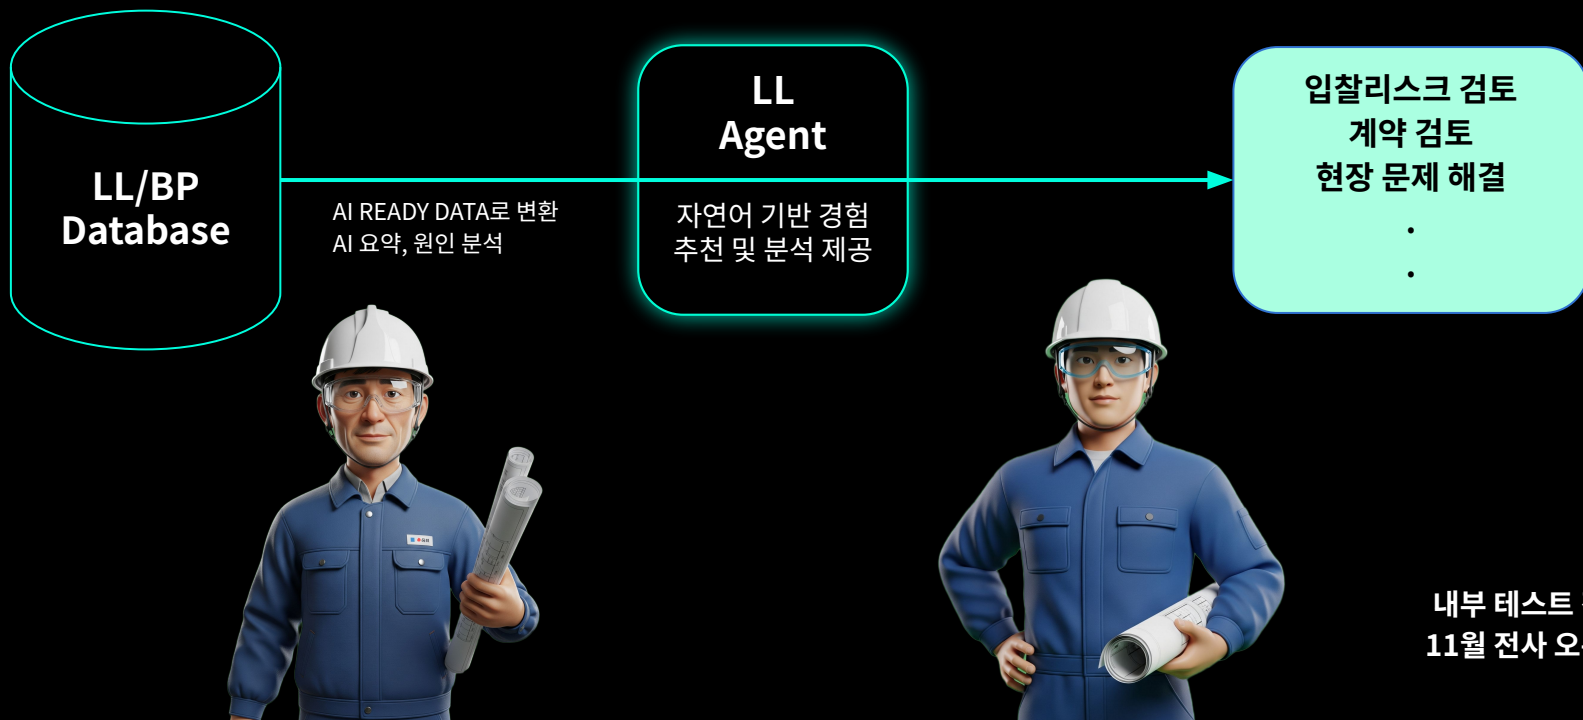 LL/BP
Database
AI READY DATA로 변환
AI 요약, 원인 분석
LL
Agent
자연어 기반 경험
추천 및 분석 제공
입찰리스크 검토
계약 검토
현장 문제 해결
.
.
내부 테스트
11월 전사